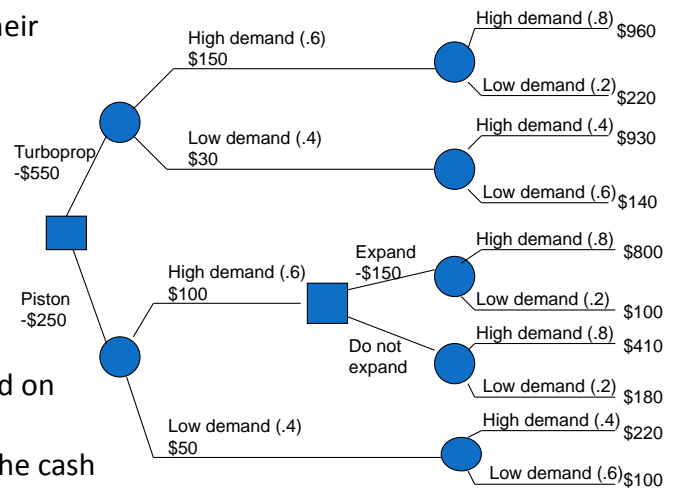 heir
High demand (.6)
$150
High demand (.8)
$960
Low demand (.2)
$220
Turboprop
-$550
Low demand (.4)
$30
High demand (.4)
$930
Low demand (.6)
$140
Piston
-$250
High demand (.6)
$100
Expand
-$150
High demand (.8)
$800
Low demand (.2)
$100
Do not
expand
High demand (.8)
$410
Low demand (.2)
$180
d on
Low demand (.4)
$50
High demand (.4)
$220
Low demand (.6)
$100
he cash